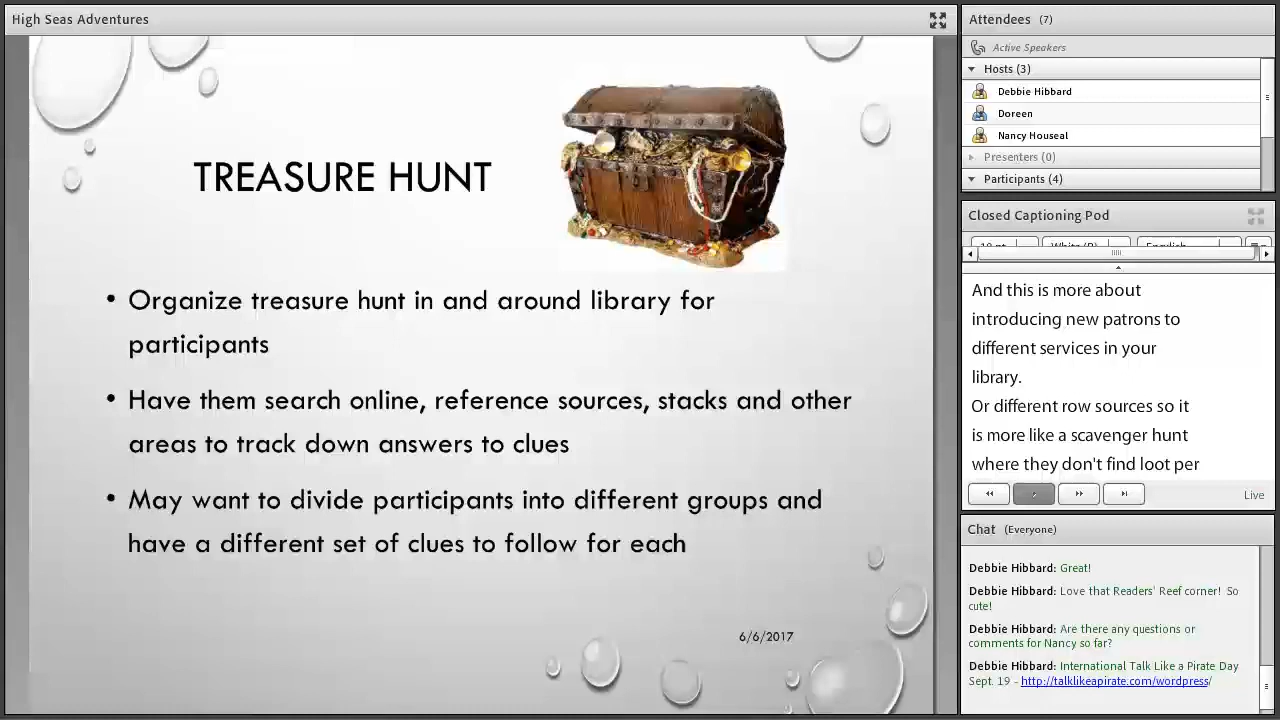 High Seas Adventures
TREASURE HUNT
• Organize treasure hunt in and around library for
participants
• Have them search online, reference sources, stacks and other
areas to track down answers to clues
• May want to divide participants into different groups and
have a different set of clues to follow for each
6/6/2017
Attendees (7)
Active Speakers
Hosts (3)
Debbie Hibbard
Doreen
Nancy Houseal
Presenters (0)
Participants (4)
Closed Captioning Pod
English
And this is more about
introducing new patrons to
different services in your
library.
Or different row sources so it
is more like a scavenger hunt
where they don't find loot per
Live
Chat (Everyone)
Debbie Hibbard: Great!
Debbie Hibbard: Love that Readers' Reef corner! So
cute!
Debbie Hibbard: Are there any questions or
comments for Nancy so far?
Debbie Hibbard: International Talk Like a Pirate Day
Sept. 19 - http://talklikeapirate.com/wordpress/